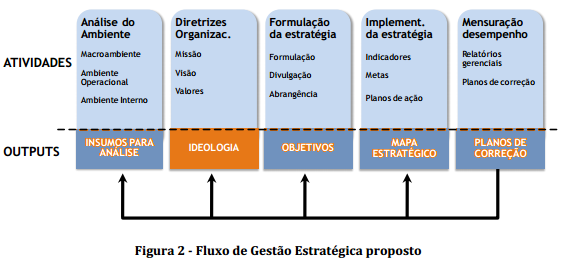 Análise do
Ambiente
Macroambiente
Ambiente
Operacional
Ambiente Interno
Diretrizes
Organizac.
Missão
Visão
Valores
Formulação
da estratégia
Formulação
Divulgação
Abrangência
Implement.
da estratégia
Indicadores
Metas
Planos de ação
Mensuração
desempenho
Relatórios
gerenciais
Planos de correção
ATIVIDADES
OUTPUTS
INSUMOS PARA
ANÁLISE
IDEOLOGIA
OBJETIVOS
MAPA
ESTRATÉGICO
PLANOS DE
CORREÇÃO
Figura 2 - Fluxo de Gestão Estratégica proposto